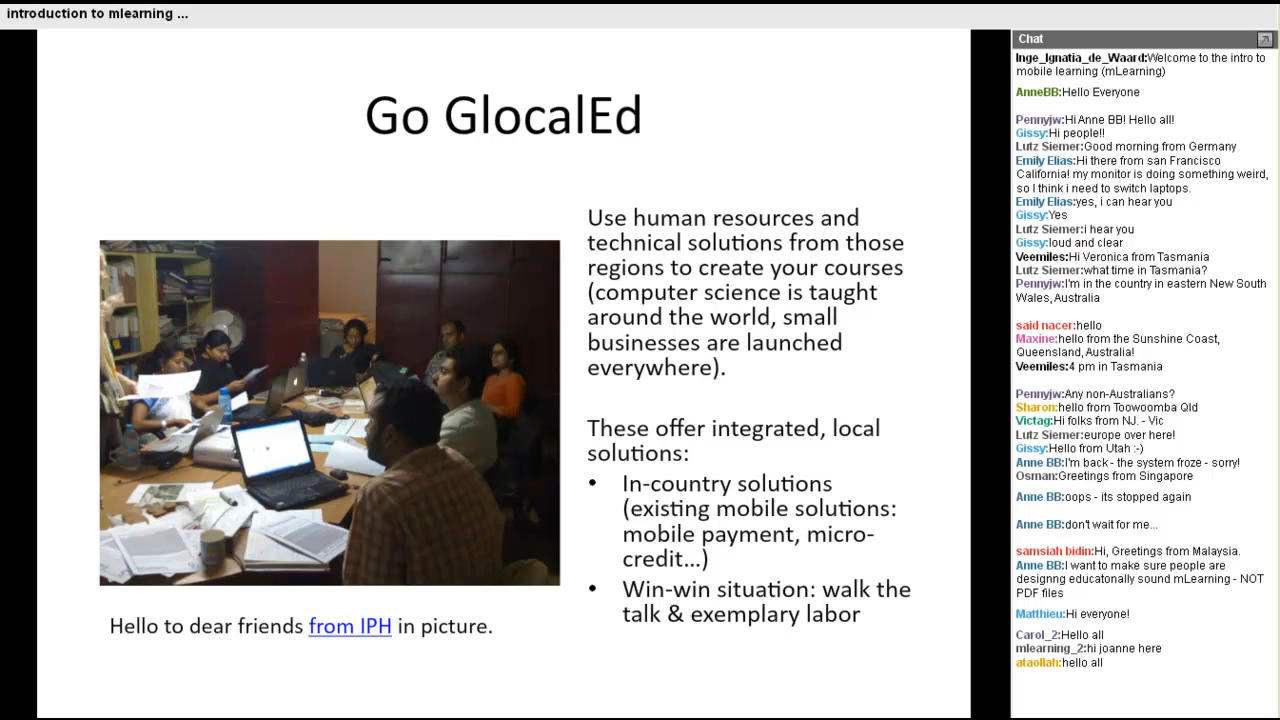 introduction to mlearning ...
Go GlocalEd
Use human resources and
technical solutions from those
regions to create your courses
(computer science is taught
around the world, small
businesses are launched
everywhere).
These offer integrated, local
solutions:
• In-country solutions
(existing mobile solutions:
mobile payment, micro-
credit...)
• Win-win situation: walk the
talk & exemplary labor
Hello to dear friends from IPH in picture.
Chat
Inge_Ignatia_de_Waard:Welcome to the intro to
mobile learning (mLearning)
AnneBB:Hello Everyone
Pennyjw:Hi Anne BB! Hello all!
Gissy:Hi people!!
Lutz Siemer:Good morning from Germany
Emily Elias:Hi there from san Francisco
California! my monitor is doing something weird,
so I think i need to switch laptops.
Emily Elias:yes, i can hear you
Gissy:Yes
Lutz Siemer:i hear you
Gissy:loud and clear
Veemiles:Hi Veronica from Tasmania
Lutz Siemer:what time in Tasmania?
Pennyjw:I'm in the country in eastern New South
Wales, Australia
said nacer:hello
Maxine:hello from the Sunshine Coast,
Queensland, Australia!
Veemiles:4 pm in Tasmania
Pennyjw:Any non-Australians?
Sharon:hello from Toowoomba Qld
Victag:Hi folks from NJ. - Vic
Lutz Siemer:europe over here!
Gissy:Hello from Utah :-)
Anne BB:I'm back - the system froze - sorry!
Osman:Greetings from Singapore
Anne BB:oops - its stopped again
Anne BB:don't wait for me...
samsiah bidin:Hi, Greetings from Malaysia.
Anne BB:I want to make sure people are
designng educatonally sound mLearning - NOT
PDF files
Matthieu:Hi everyone!
Carol_2:Hello all
mlearning_2:hi joanne here
ataollah:hello all